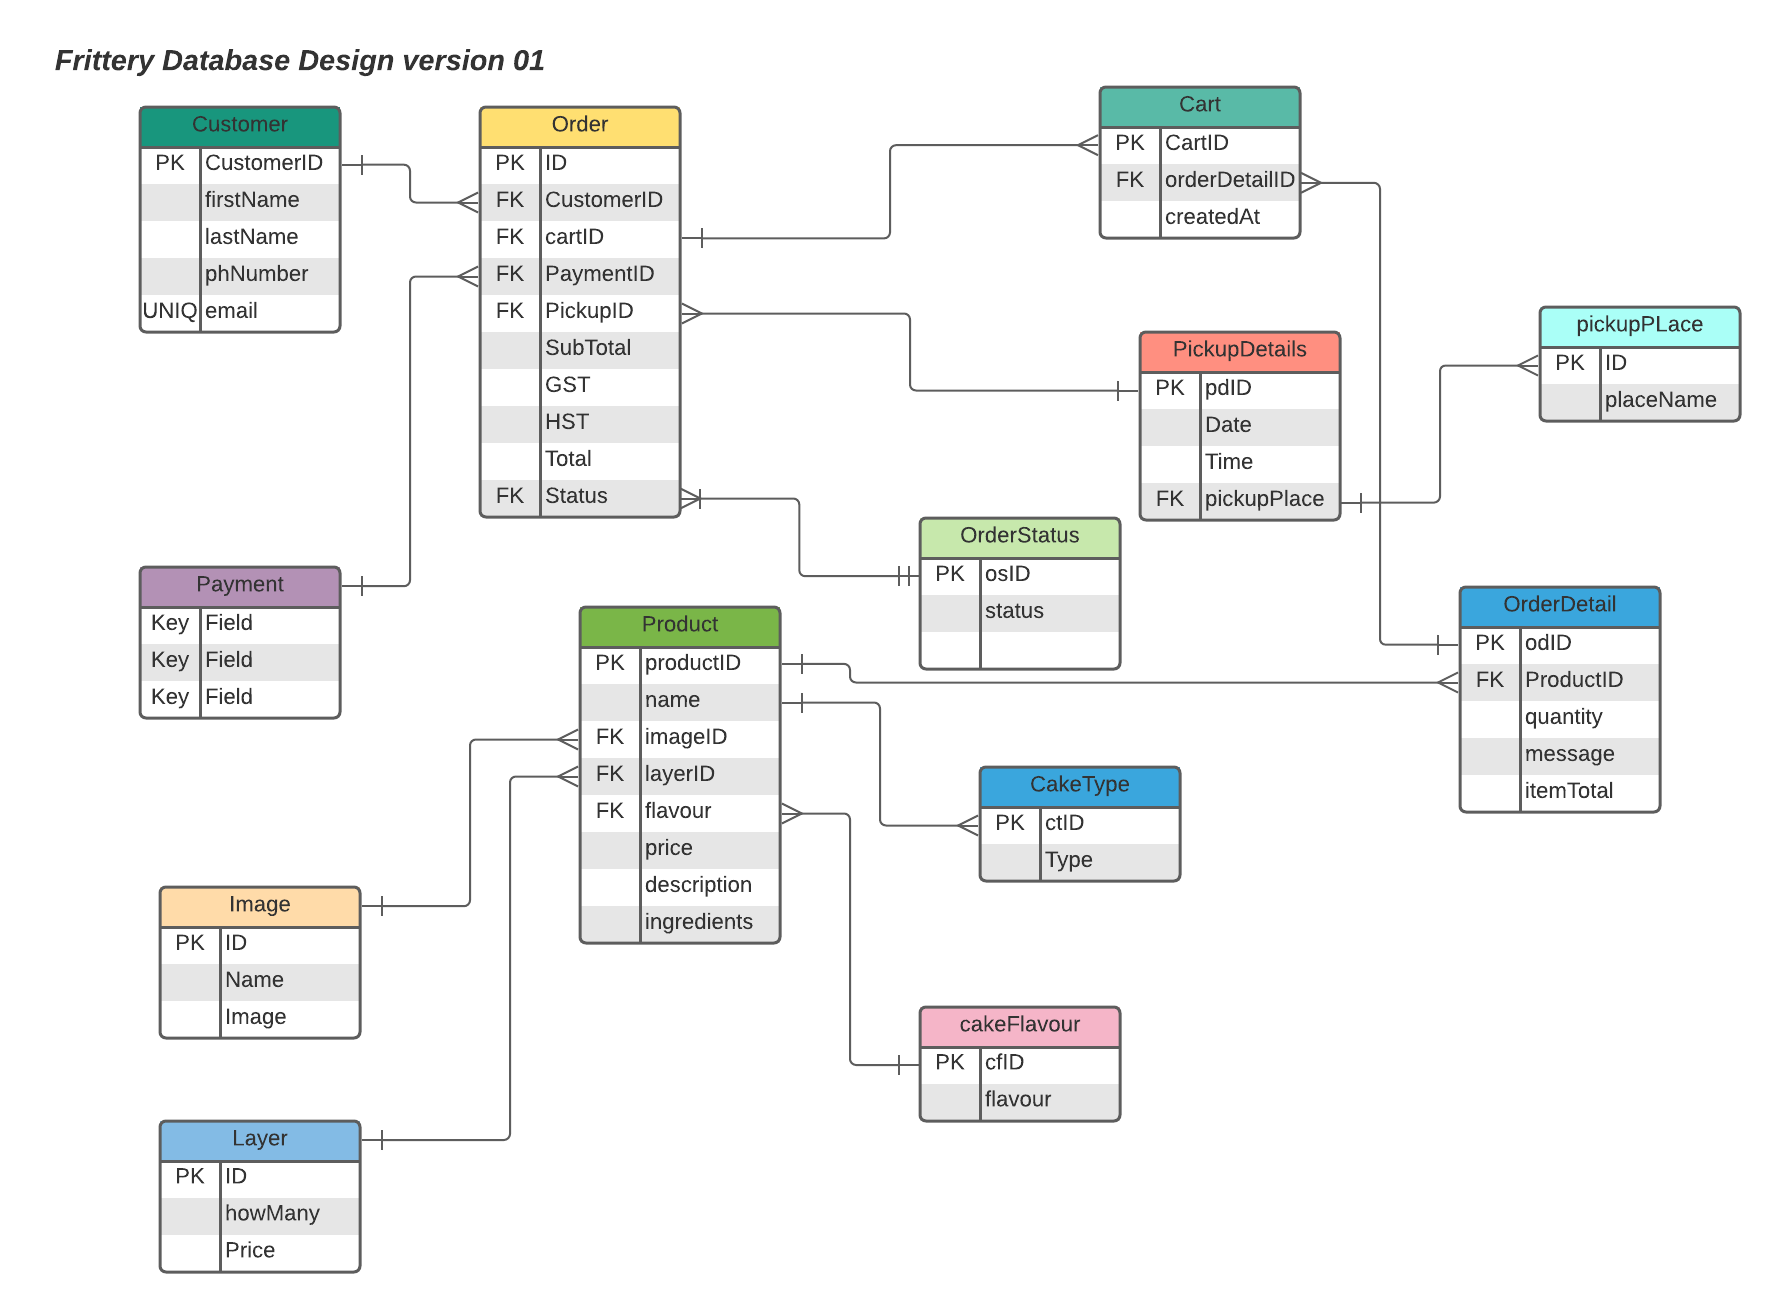 Frittery Database Design version 01
Customer
PK CustomerID
firstName
lastName
phNumber
UNIQ email
Order
PK ID
FK CustomerID
FK cartID
FK PaymentID
FK PickupID
SubTotal
GST
HST
Total
FK Status
Cart
PK CartID
FK orderDetailID
createdAt
pickupPLace
PK ID
placeName
PickupDetails
PK pdID
Date
Time
FK pickupPlace
OrderStatus
PK osID
status
Payment
Key Field
Key Field
Key Field
Product
PK productID
name
FK imageID
FK layerID
FK flavour
price
description
ingredients
OrderDetail
PK odID
FK ProductID
quantity
message
itemTotal
CakeType
PK ctID
Type
Image
PK ID
Name
Image
cakeFlavour
PK cfID
flavour
Layer
PK ID
howMany
Price